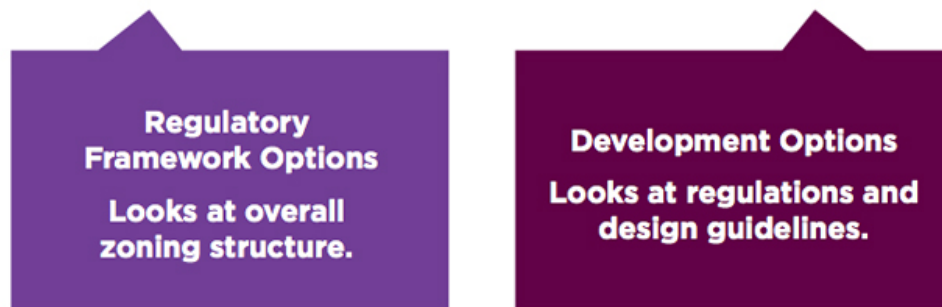 Regulatory
Framework Options
Looks at overall
zoning structure.
Development Options
Looks at regulations and
design guidelines.